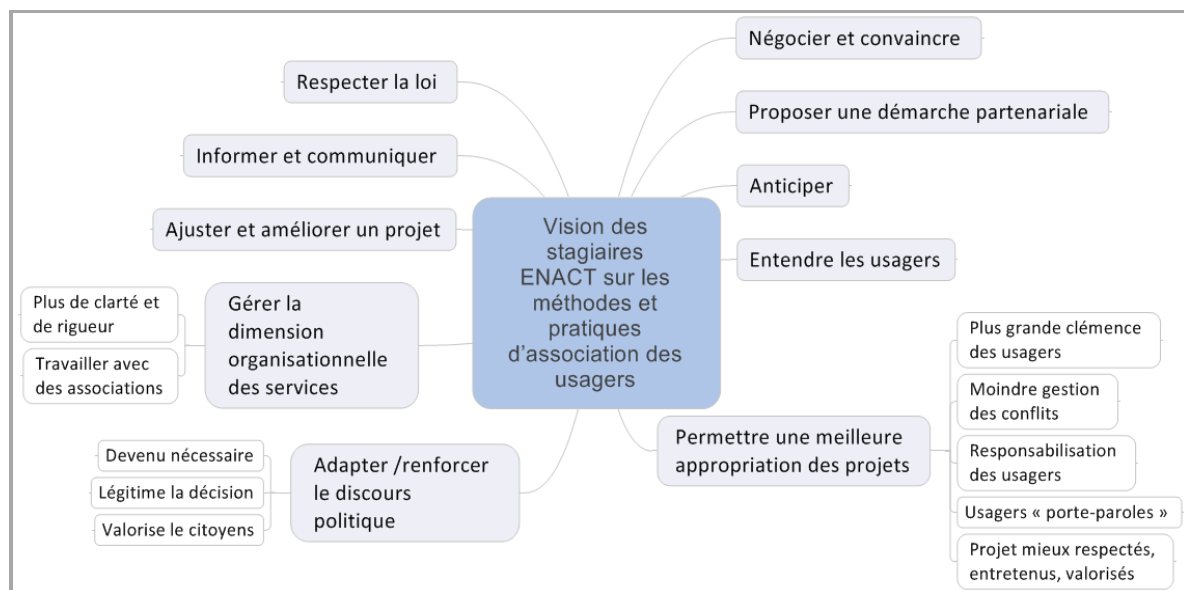 Vision des
stagiaires
ENACT sur les
méthodes et
pratiques
d’association des
usagers
Négocier et convaincre
Proposer une démarche partenariale
Anticiper
Entendre les usagers
Permettre une meilleure
appropriation des projets
Plus grande clémence
des usagers
Moindre gestion
des conflits
Responsabilisation
des usagers
Usagers « porte-paroles »
Projet mieux respectés,
entretenus, valorisés
Respecter la loi
Informer et communiquer
Ajuster et améliorer un projet
Gérer la
dimension
organisationnelle
des services
Plus de clarté et
de rigueur
Travailler avec
des associations
Adapter /renforcer
le discours
politique
Devenu nécessaire
Légitime la décision
Valorise le citoyens